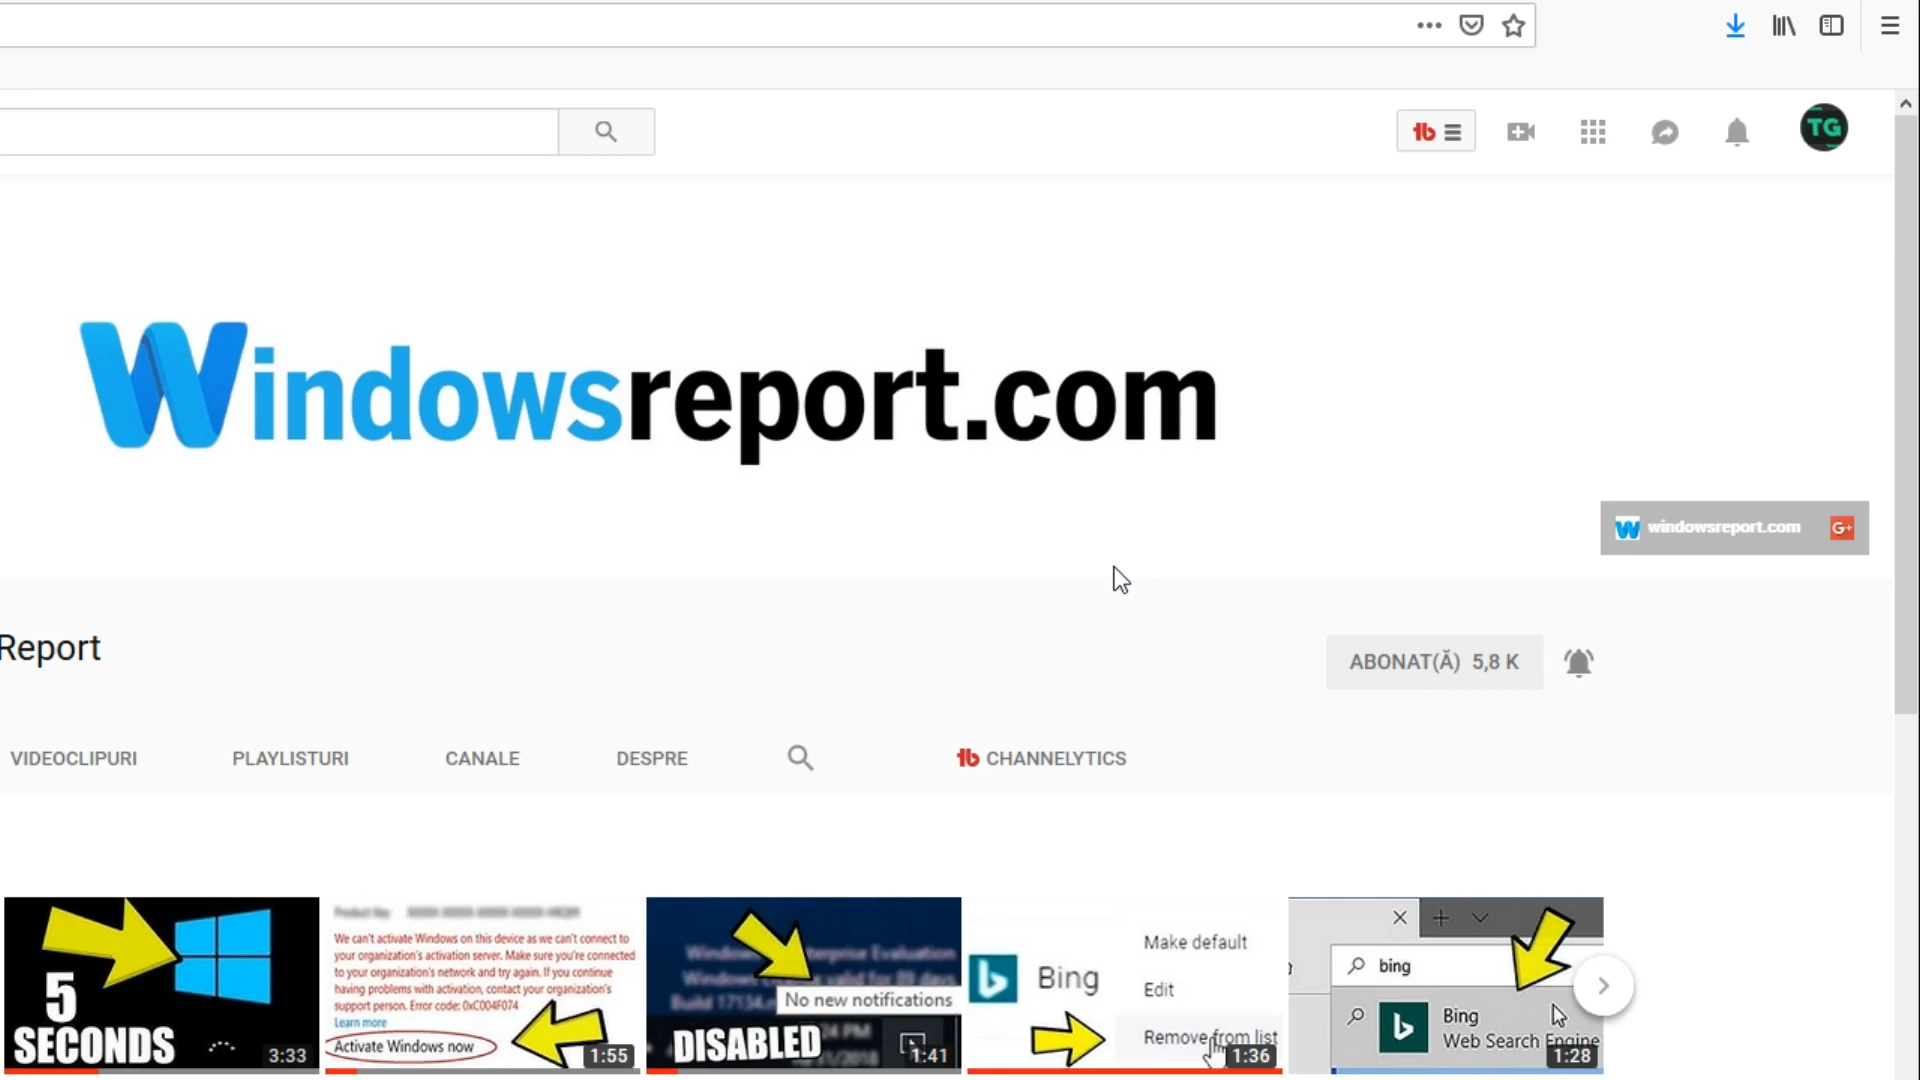 TG
Windowsreport.com
windowsreport.com G+
Report
ABONAT(Ă) 5,8 K
VIDEOCLIPURI PLAYLISTURI CANALE DESPRE CHANNELYTICS
5
SECONDS
3:33
We can't activate Windows on this device as we can't connect to
your organization's activation server. Make sure you're connected
to your organization's network and try again. If you continue
having problems with activation, contact your organization's
support person. Error code: 0xC004F074
Learn more
Activate Windows now
1:55
No new notifications
DISABLED
1:41
Bing
Make default
Edit
Remove from list
1:36
bing
Bing
Web Search Engine
1:28